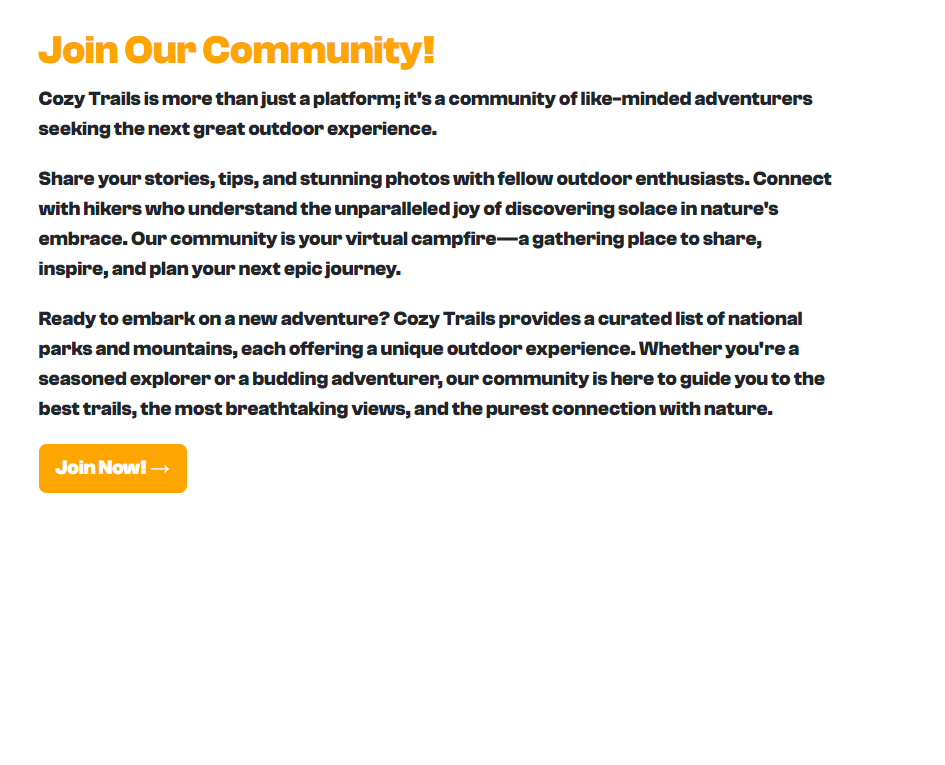 Join Our Community!
Cozy Trails is more than just a platform; it's a community of like-minded adventurers
seeking the next great outdoor experience.
Share your stories, tips, and stunning photos with fellow outdoor enthusiasts. Connect
with hikers who understand the unparalleled joy of discovering solace in nature's
embrace. Our community is your virtual campfire—a gathering place to share,
inspire, and plan your next epic journey.
Ready to embark on a new adventure? Cozy Trails provides a curated list of national
parks and mountains, each offering a unique outdoor experience. Whether you're a
seasoned explorer or a budding adventurer, our community is here to guide you to the
best trails, the most breathtaking views, and the purest connection with nature.
Join Now! →